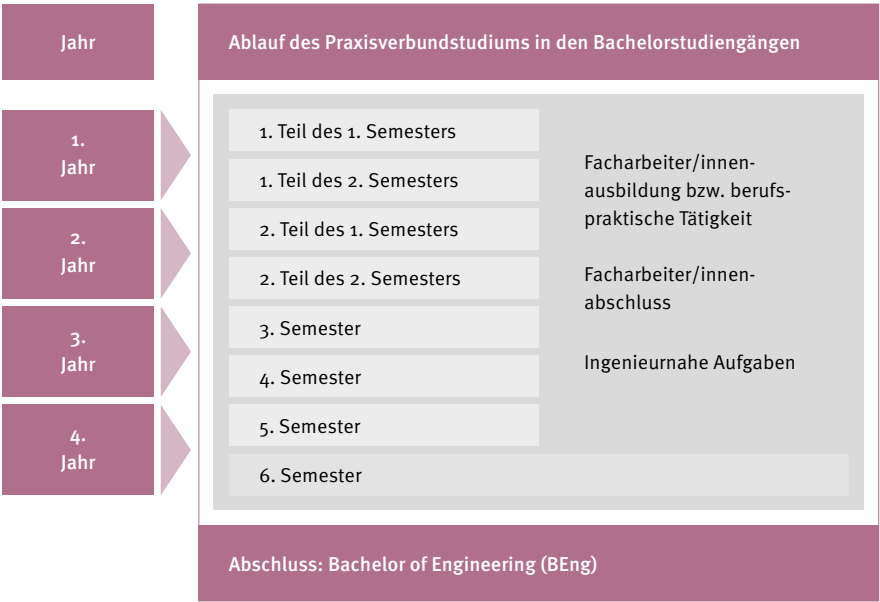 Jahr
Ablauf des Praxisverbundstudiums in den Bachelorstudiengängen
1.
Jahr
1. Teil des 1. Semesters
1. Teil des 2. Semesters
2.
Jahr
2. Teil des 1. Semesters
2. Teil des 2. Semesters
3.
Jahr
3. Semester
4. Semester
4.
Jahr
5. Semester
6. Semester
Facharbeiter/innen-
ausbildung bzw. berufs-
praktische Tätigkeit
Facharbeiter/innen-
abschluss
Ingenieurnahe Aufgaben
Abschluss: Bachelor of Engineering (BEng)